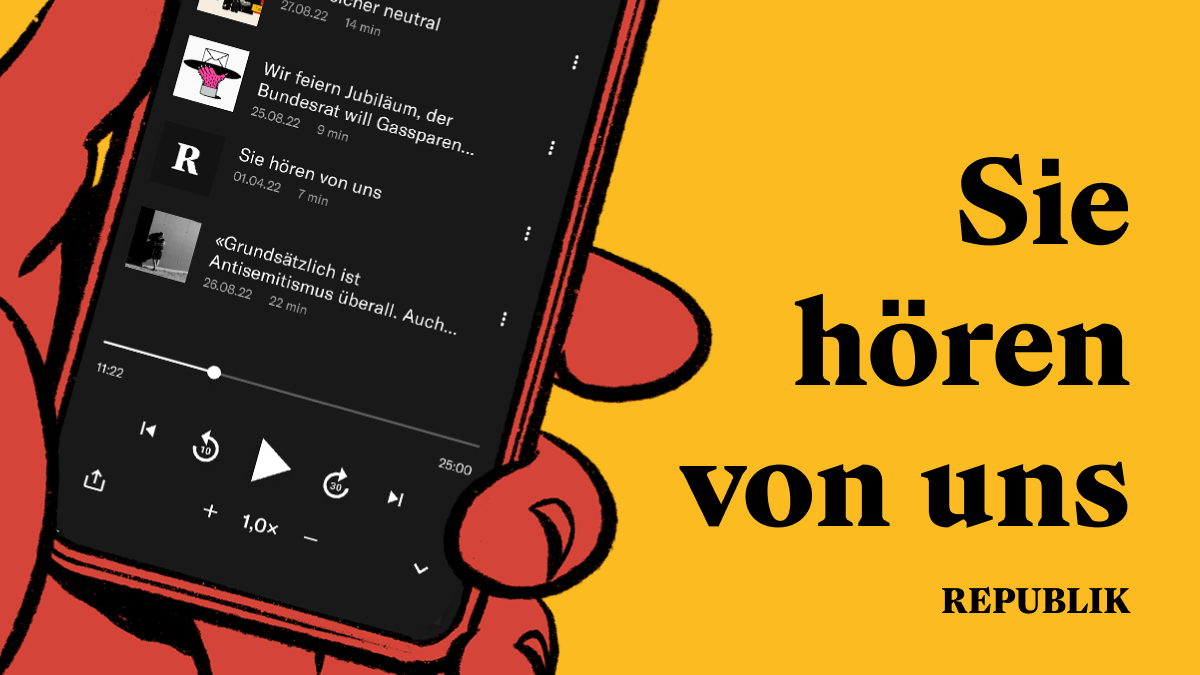 sicher neutral
27.08.22 14 min
Wir feiern Jubiläum, der
Bundesrat will Gassparen...
25.08.22 9 min
R
Sie hören von uns
01.04.22 7 min
«Grundsätzlich ist
Antisemitismus überall. Auch...
26.08.22 22 min
11:22
25:00
10
30
+ 1,0× −
Sie
hören
von uns
REPUBLIK